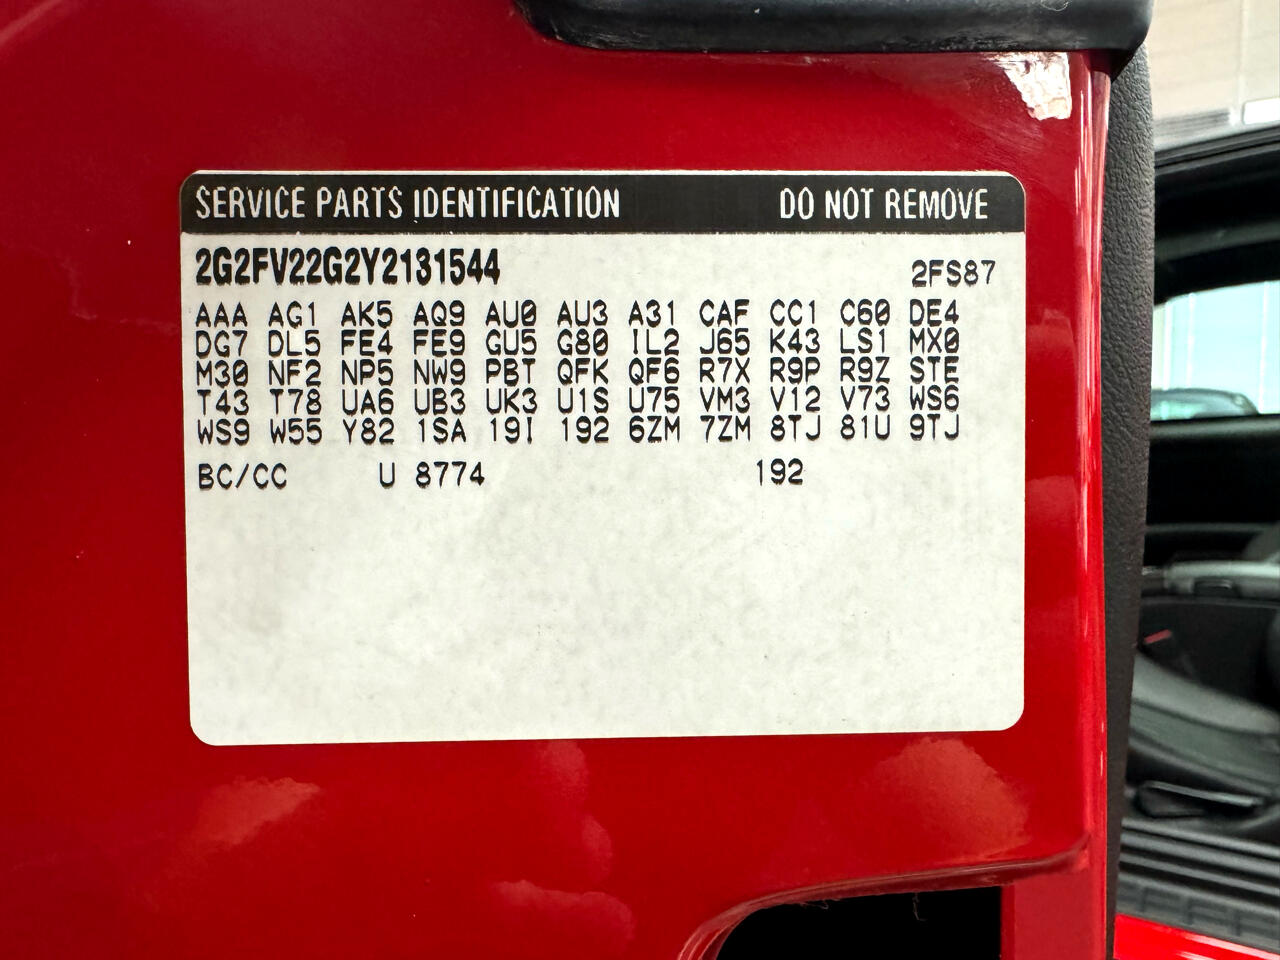 SERVICE PARTS IDENTIFICATION DO NOT REMOVE
2G2FV22G2Y2131544 2FS87
AAA AG1 AK5 AQ9 AU0 AU3 A31 CAF CC1 C60 DE4
DG7 DL5 FE4 FE9 GU5 G80 IL2 J65 K43 LS1 MX0
M30 NF2 NP5 NW9 PBT QFK QF6 R7X R9P R9Z STE
T43 T78 UA6 UB3 UK3 U1S U75 VM3 V12 V73 WS6
WS9 W55 Y82 1SA 19I 192 6ZM 7ZM 8TJ 81U 9TJ
BC/CC U 8774 192